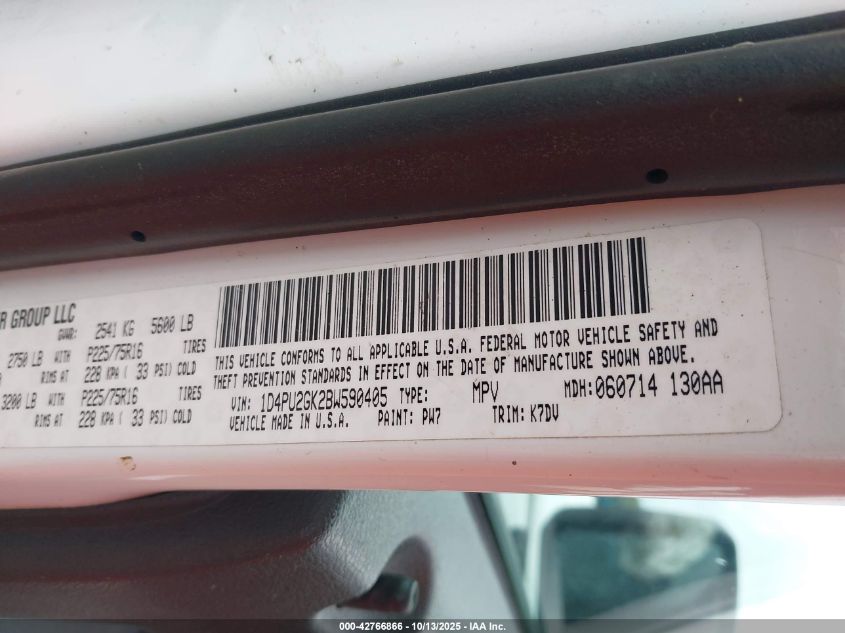 R GROUP LLC
GVWR: 2541 KG 5600 LB
2750 LB WITH P225/75R16 TIRES
RIMS AT 228 KPA ( 33 PSI) COLD
3200 LB WITH P225/75R16 TIRES
RIMS AT 228 KPA ( 33 PSI) COLD
THIS VEHICLE CONFORMS TO ALL APPLICABLE U.S.A. FEDERAL MOTOR VEHICLE SAFETY AND
THEFT PREVENTION STANDARDS IN EFFECT ON THE DATE OF MANUFACTURE SHOWN ABOVE.
VIN: 1D4PU2GK2BW590405 TYPE: MPV MDH: 060714 130AA
VEHICLE MADE IN U.S.A. PAINT: PW7 TRIM: K7DV
000-42766866 - 10/13/2025 - IAA Inc.